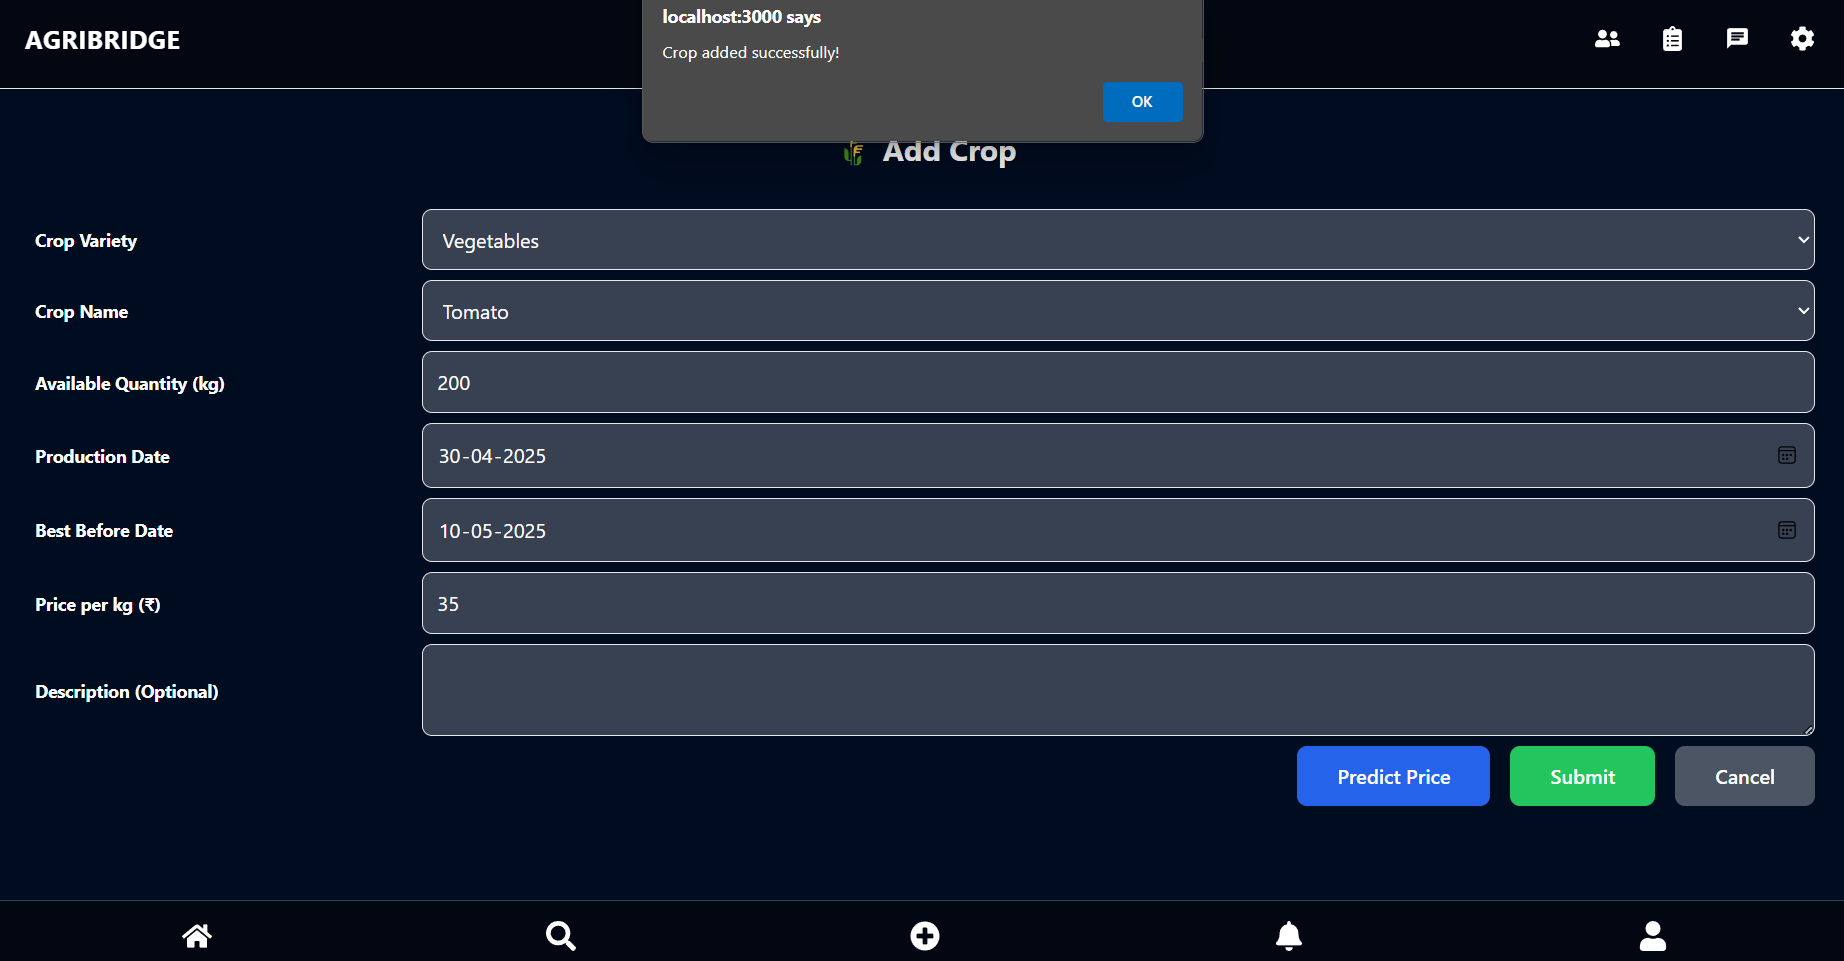 AGRIBRIDGE
localhost:3000 says
Crop added successfully!
OK
Add Crop
Crop Variety
Vegetables
Crop Name
Tomato
Available Quantity (kg)
200
Production Date
30-04-2025
Best Before Date
10-05-2025
Price per kg (₹)
35
Description (Optional)
Predict Price
Submit
Cancel